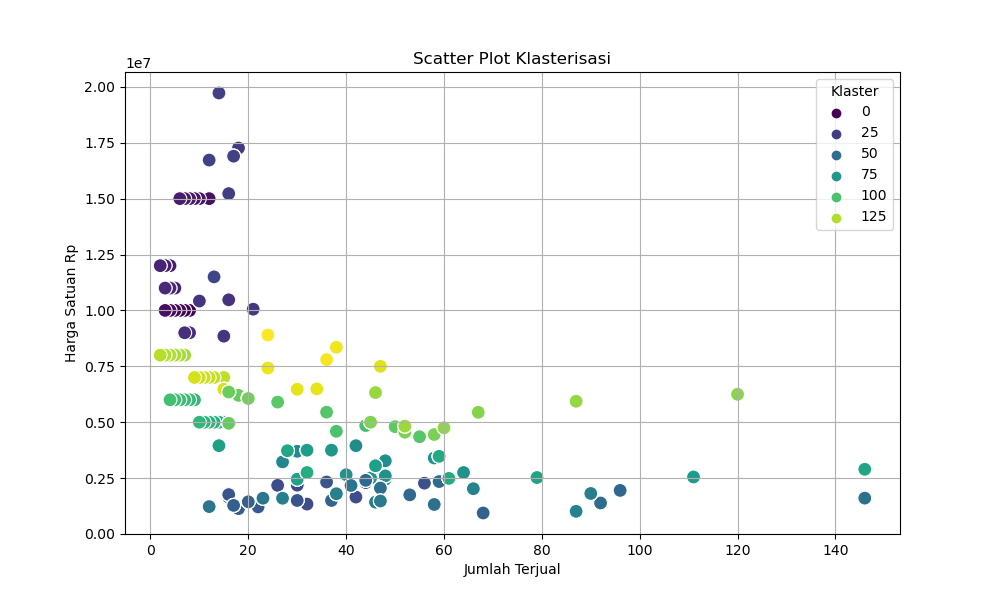 Scatter Plot Klasterisasi
1e7
Klaster
0
25
50
75
100
125
2.00
1.75
1.50
1.25
1.00
0.75
0.50
0.25
0.00
Harga Satuan Rp
0 20 40 60 80 100 120 140
Jumlah Terjual